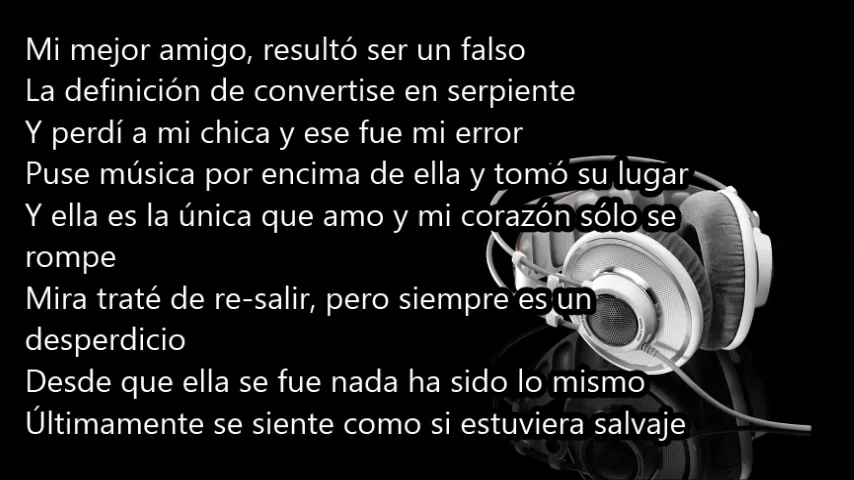 Mi mejor amigo, resultó ser un falso
La definición de convertise en serpiente
Y perdí a mi chica y ese fue mi error
Puse música por encima de ella y tomó su lugar
Y ella es la única que amo y mi corazón sólo se
rompe
Mira traté de re-salir, pero siempre es un
desperdicio
Desde que ella se fue nada ha sido lo mismo
Últimamente se siente como si estuviera salvaje